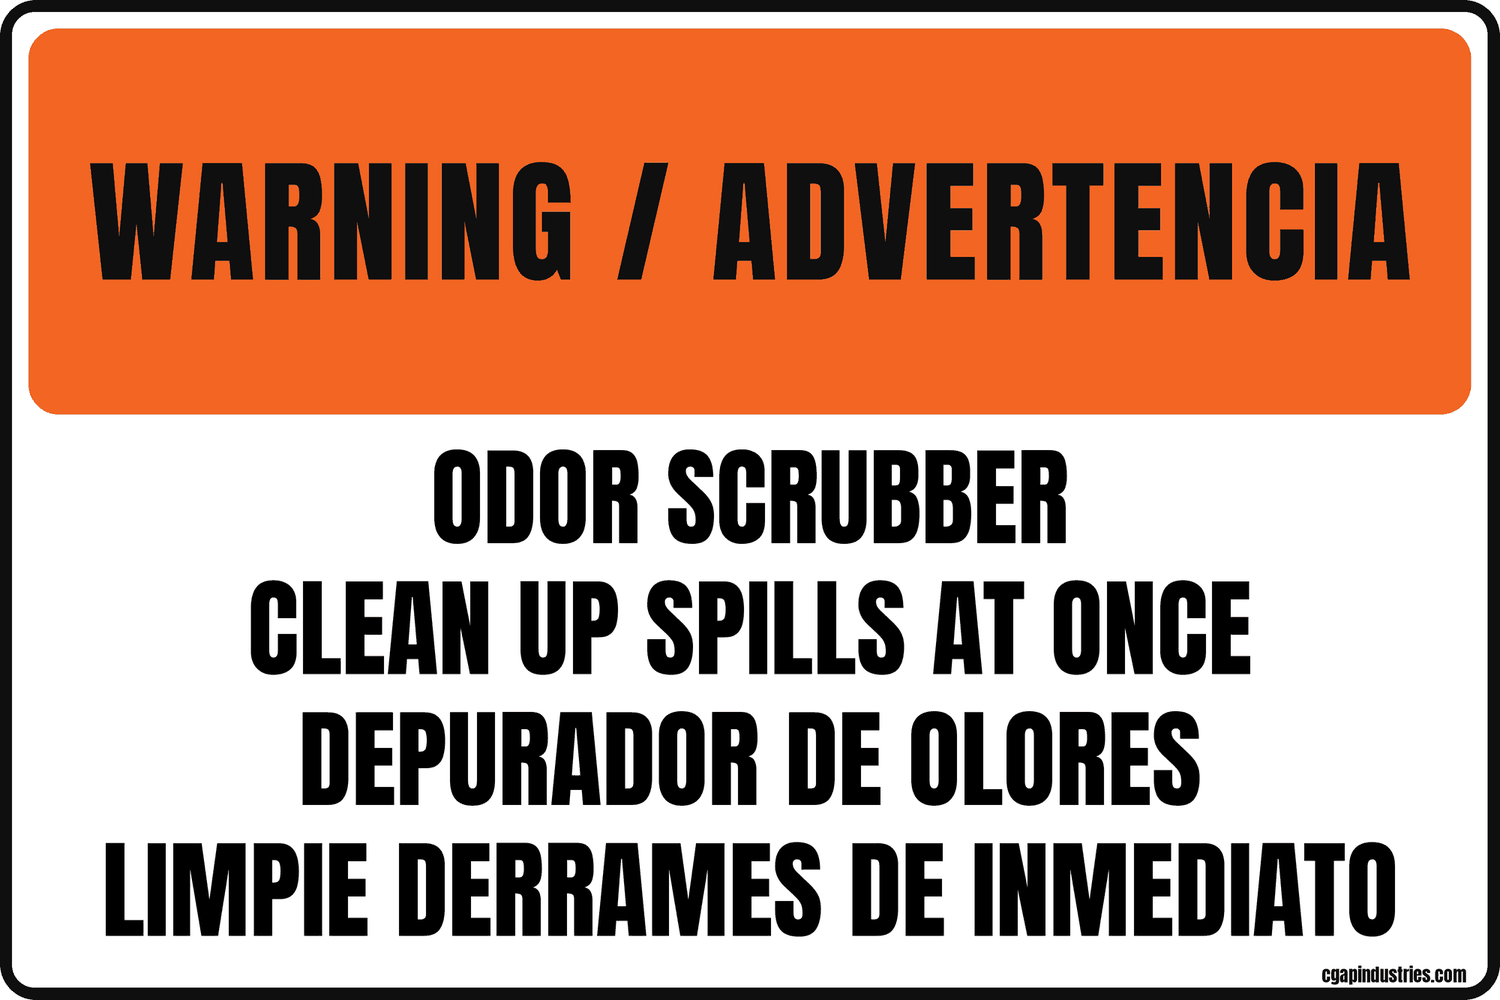 WARNING / ADVERTENCIA
ODOR SCRUBBER
CLEAN UP SPILLS AT ONCE
DEPURADOR DE OLORES
LIMPIE DERRAMES DE INMEDIATO
cgapindustries.com